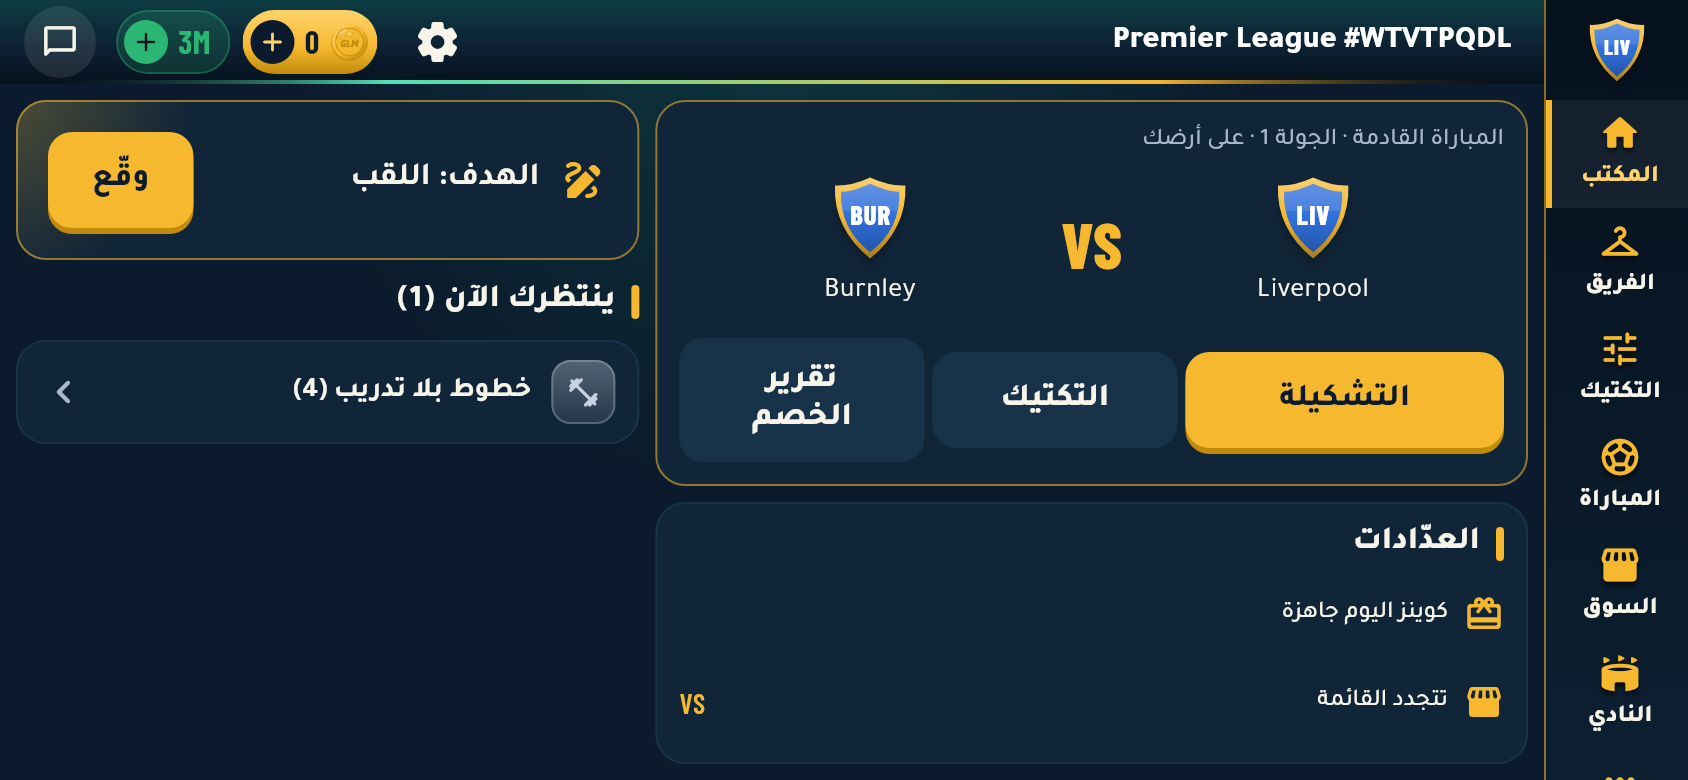 Premier League #WTVTPQDL
0
GLM
3M
LIV
المكتب
الفريق
التكتيك
المباراة
السوق
النادي
المباراة القادمة · الجولة 1 · على أرضك
LIV
VS
BUR
Liverpool
Burnley
التشكيلة
التكتيك
تقرير
الخصم
العدّادات
كوينز اليوم جاهزة
تتجدد القائمة
VS
الهدف: اللقب
وقّع
ينتظرك الآن (1)
خطوط بلا تدريب (4)